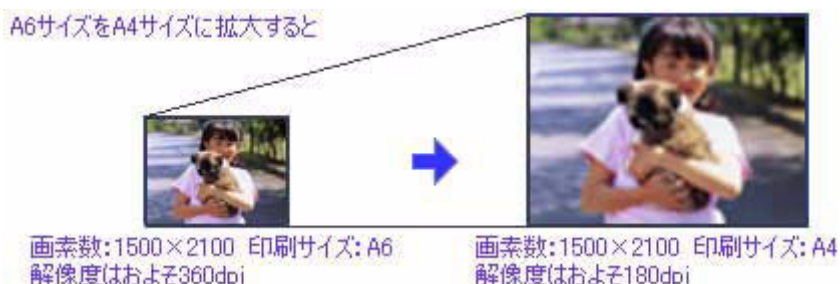 A6サイズをA4サイズに拡大すると
画素数:1500×2100 印刷サイズ:A6
解像度はおよそ360dpi
画素数:1500×2100 印刷サイズ:A4
解像度はおよそ180dpi